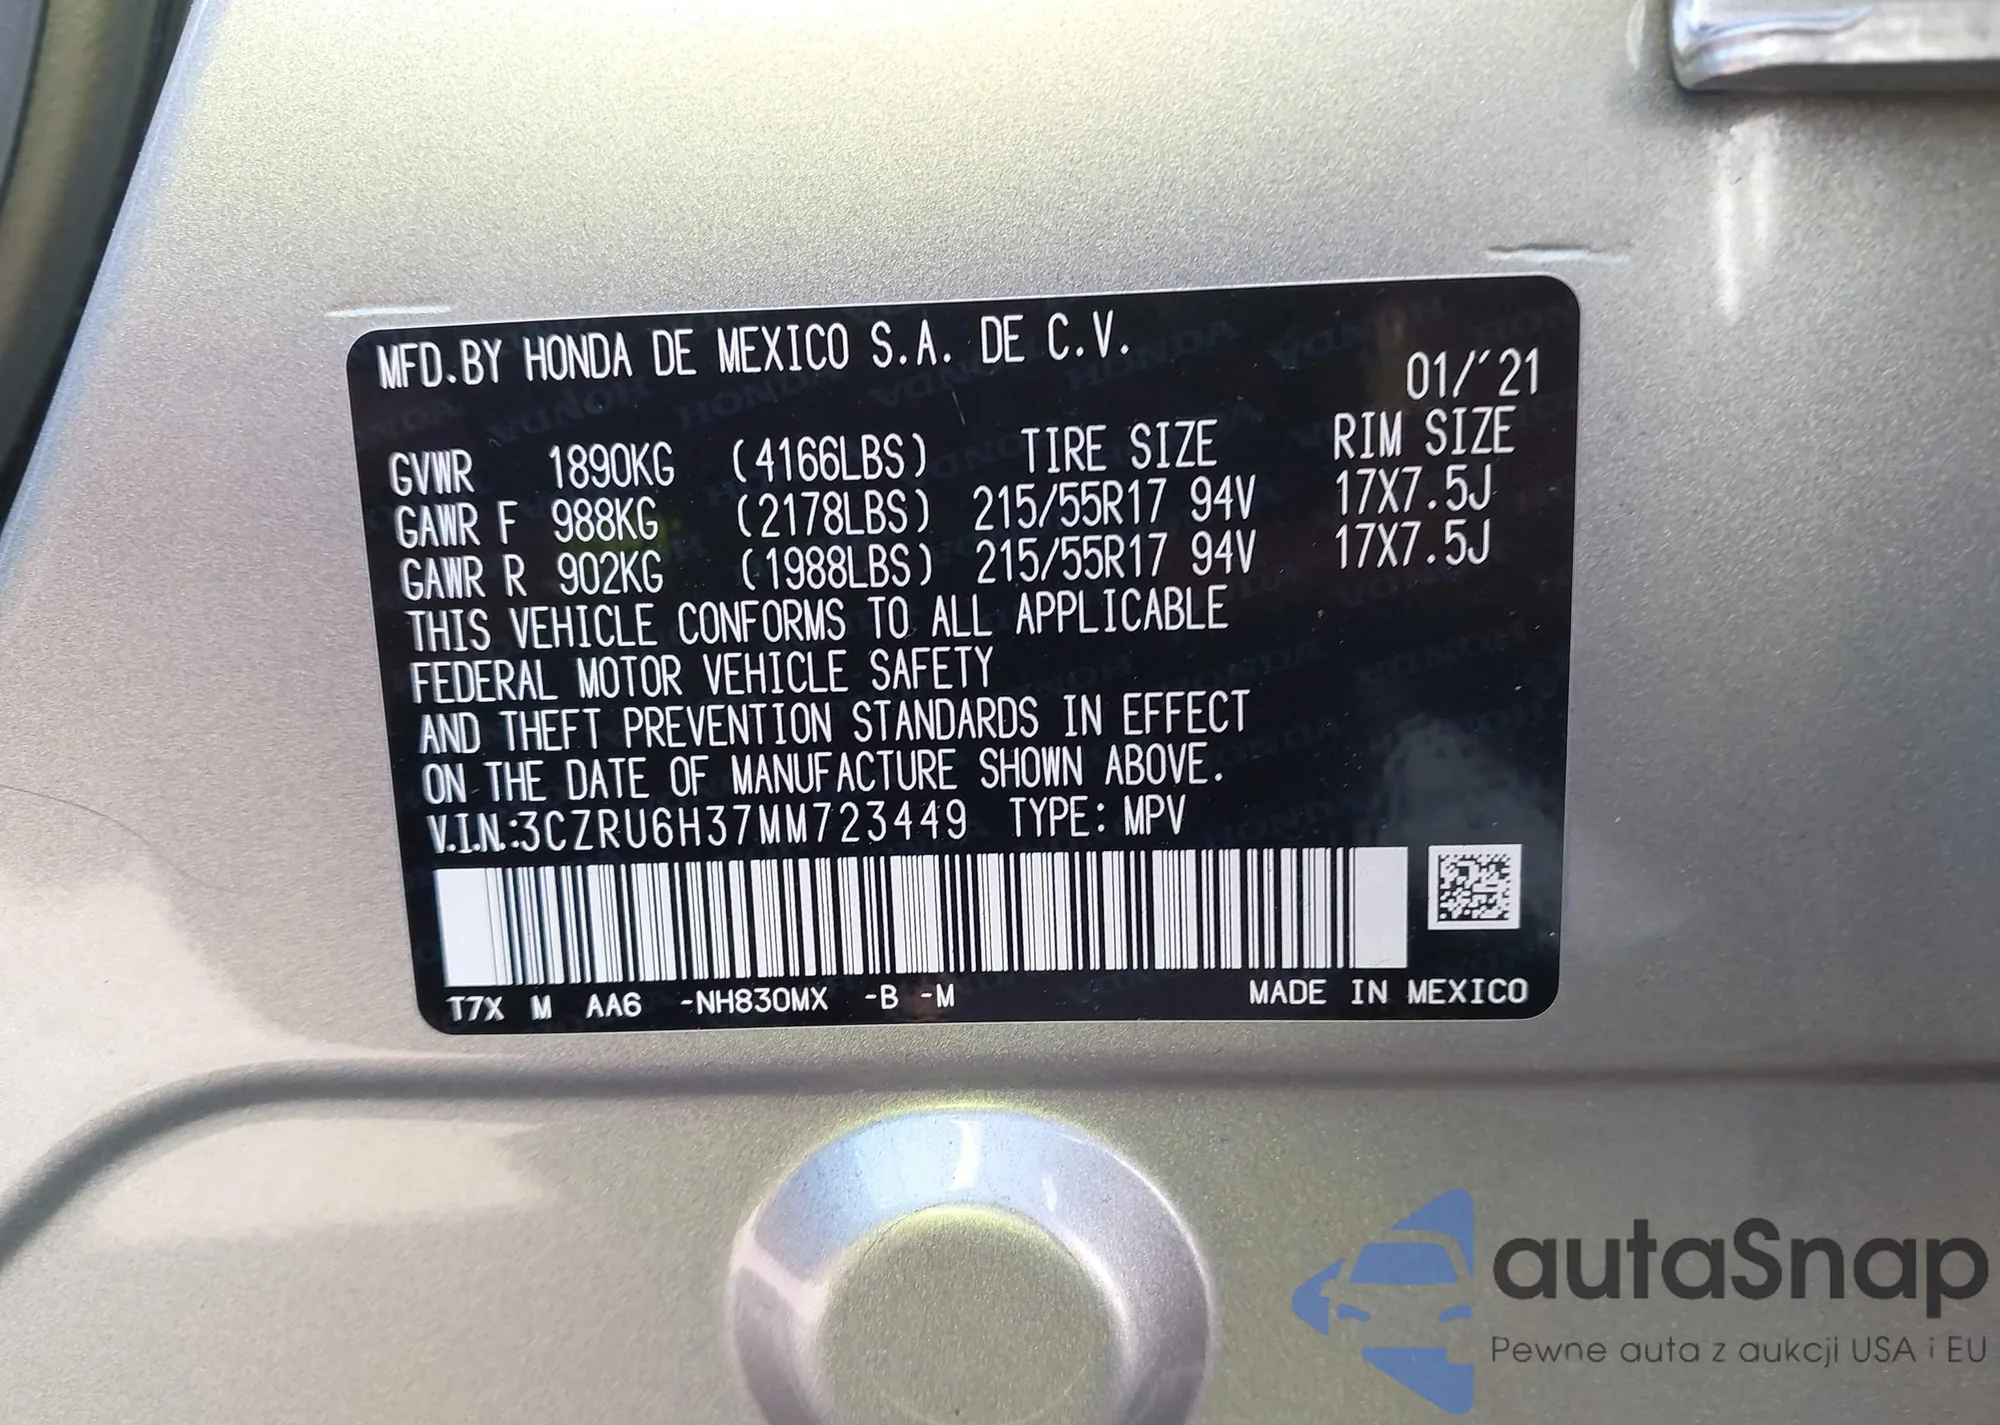 MFD.BY HONDA DE MEXICO S.A. DE C.V.
01/'21
GVWR 1890KG (4166LBS) TIRE SIZE RIM SIZE
GAWR F 988KG (2178LBS) 215/55R17 94V 17X7.5J
GAWR R 902KG (1988LBS) 215/55R17 94V 17X7.5J
THIS VEHICLE CONFORMS TO ALL APPLICABLE
FEDERAL MOTOR VEHICLE SAFETY
AND THEFT PREVENTION STANDARDS IN EFFECT
ON THE DATE OF MANUFACTURE SHOWN ABOVE.
V.I.N.:3CZRU6H37MM723449 TYPE: MPV
T7X M AA6 -NH830MX -B -M MADE IN MEXICO
autaSnap
Pewne auta z aukcji USA i EU